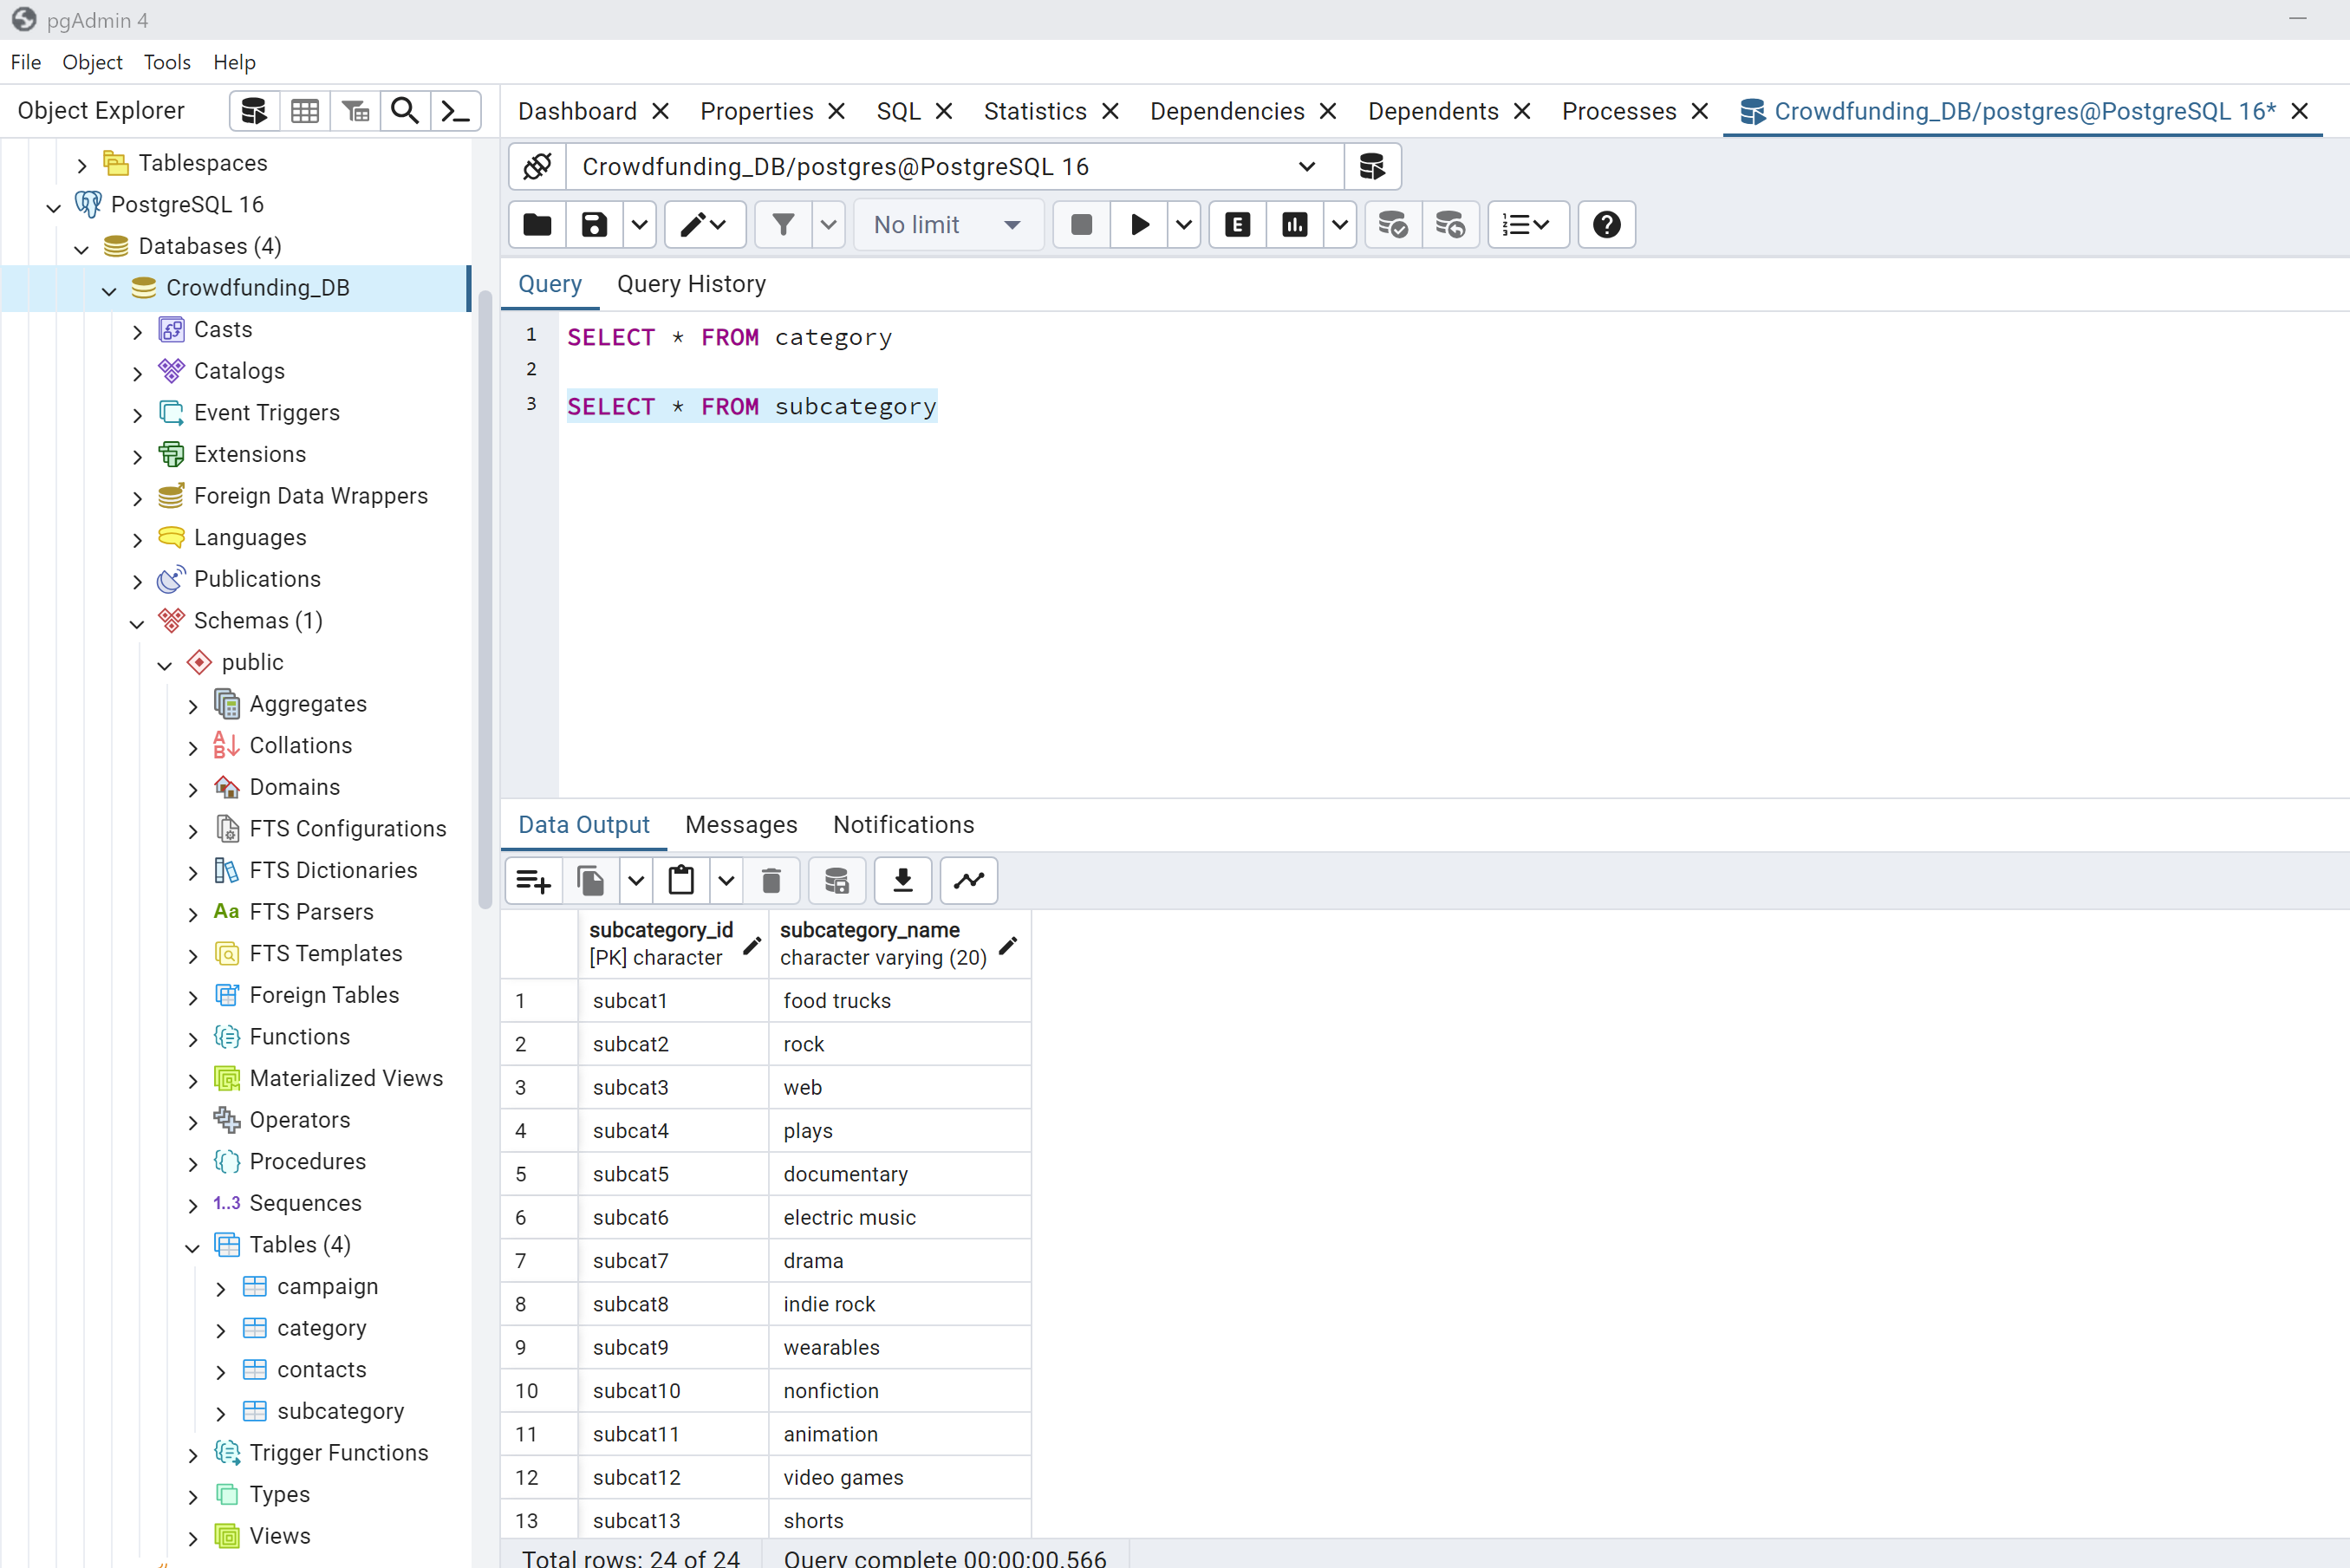 pgAdmin 4
File Object Tools Help
Object Explorer
Dashboard Properties SQL Statistics Dependencies Dependents Processes Crowdfunding_DB/postgres@PostgreSQL 16*
Tablespaces
PostgreSQL 16
Databases (4)
Crowdfunding_DB
Casts
Catalogs
Event Triggers
Extensions
Foreign Data Wrappers
Languages
Publications
Schemas (1)
public
Aggregates
Collations
Domains
FTS Configurations
FTS Dictionaries
Aa FTS Parsers
FTS Templates
Foreign Tables
Functions
Materialized Views
Operators
Procedures
1..3 Sequences
Tables (4)
campaign
category
contacts
subcategory
Trigger Functions
Types
Views
Crowdfunding_DB/postgres@PostgreSQL 16
No limit E
Query Query History
1 SELECT * FROM category
2
3 SELECT * FROM subcategory
Data Output Messages Notifications
subcategory_id subcategory_name
[PK] character character varying (20)
1 subcat1 food trucks
2 subcat2 rock
3 subcat3 web
4 subcat4 plays
5 subcat5 documentary
6 subcat6 electric music
7 subcat7 drama
8 subcat8 indie rock
9 subcat9 wearables
10 subcat10 nonfiction
11 subcat11 animation
12 subcat12 video games
13 subcat13 shorts
Total rows: 24 of 24 Query complete 00:00:00.566